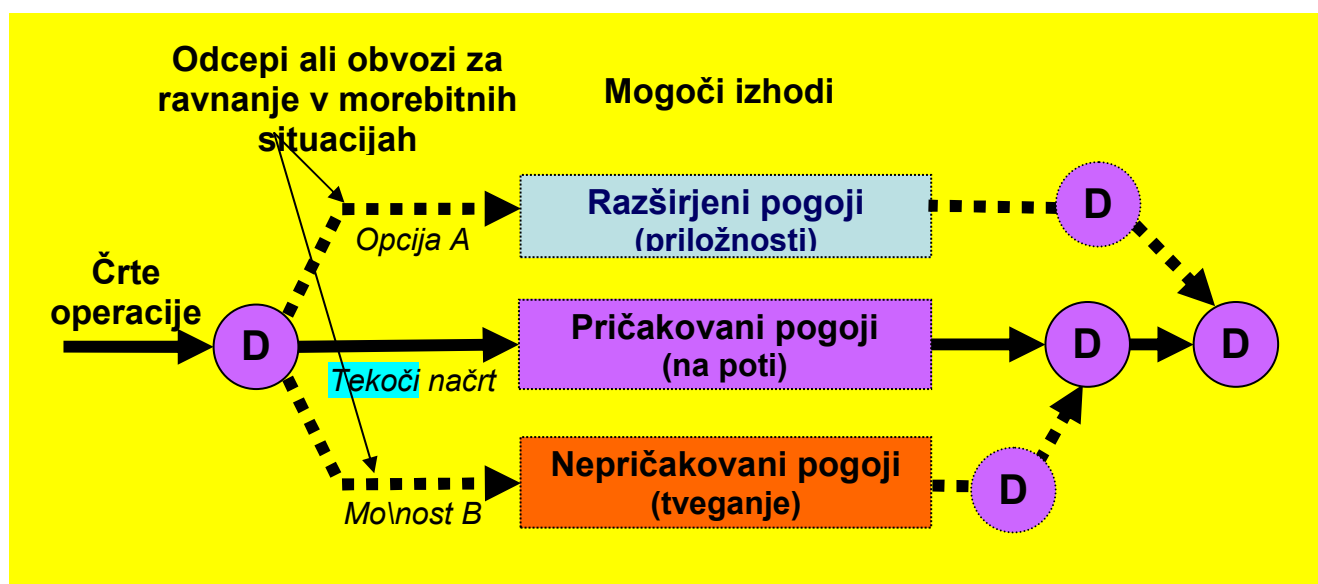 Odcepi ali obvozi za
ravnanje v morebitnih
situacijah
Mogoči izhodi
Razširjeni pogoji
(priložnosti)
D
Opcija A
Črte
operacije
D
Pričakovani pogoji
(na poti)
D
D
Tekoči načrt
Nepričakovani pogoji
(tveganje)
D
Mo\nost B